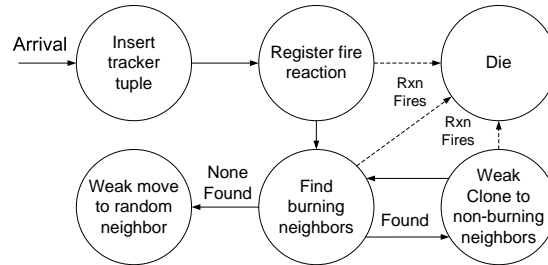 Arrival
Insert
tracker
tuple
Register fire
reaction
Die
Rxn
Fires
Rxn
Fires
Weak move
to random
neighbor
None
Found
Find
burning
neighbors
Found
Weak
Clone to
non-burning
neighbors